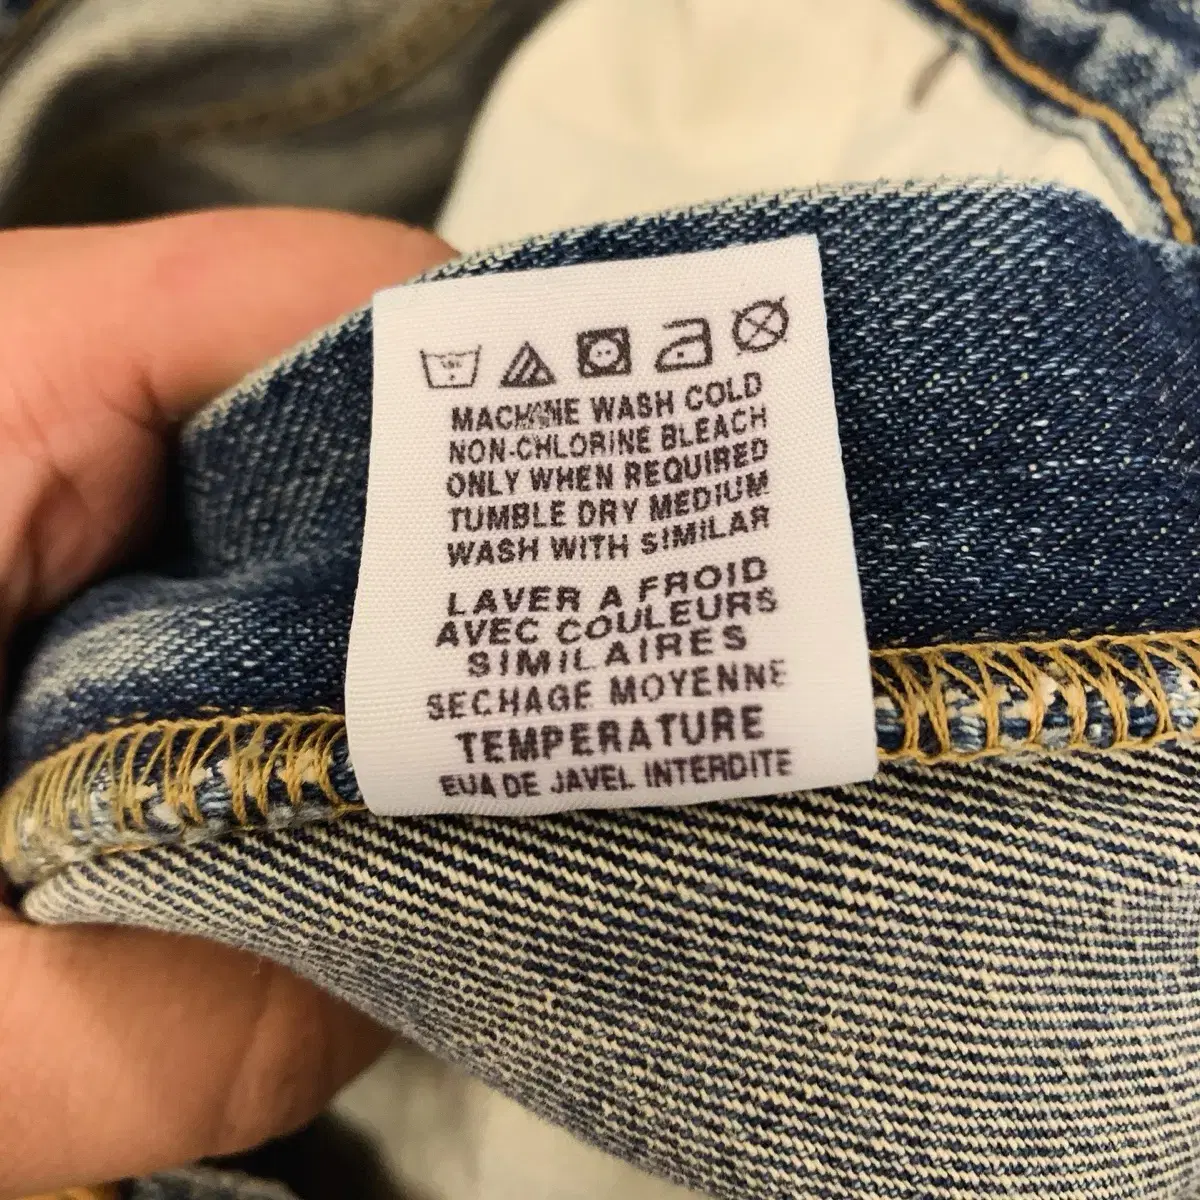 MACHINE WASH COLD
NON-CHLORINE BLEACH
ONLY WHEN REQUIRED
TUMBLE DRY MEDIUM
WASH WITH SIMILAR
LAVER A FROID
AVEC COULEURS
SIMILAIRES
SECHAGE MOYENNE
TEMPERATURE
EUA DE JAVEL INTERDITE